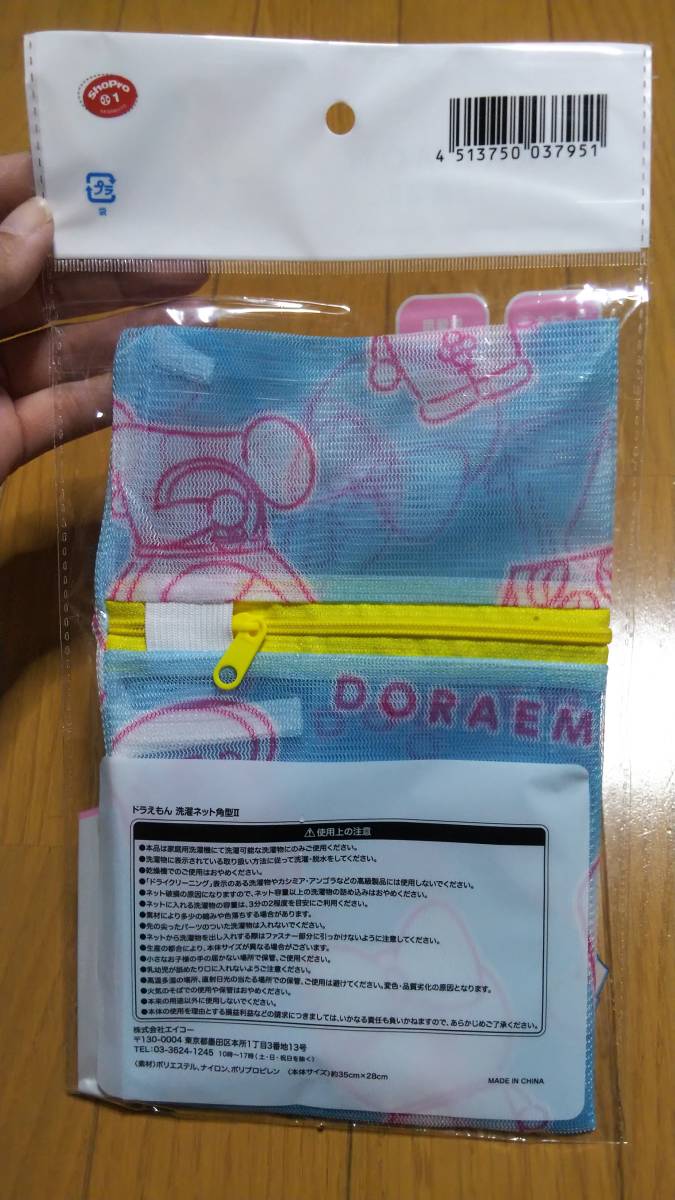 ShoPro
1
4 513750 037951
プラ
袋
DORAEM
ドラえもん 洗濯ネット角型II
⚠使用上の注意
●本品は家庭用洗濯機にて洗濯可能な洗濯物にのみご使用ください。
●洗濯物に表示されている取り扱い方法に従って洗濯・脱水をしてください。
●乾燥機でのご使用はおやめください。
●「ドライクリーニング」表示のある洗濯物やカシミア・アンゴラなどの高級製品には使用しないでください。
●ネット破損の原因になりますので、ネット容量以上の洗濯物の詰め込みはおやめください。
●ネットに入れる洗濯物の容量は、3分の2程度を目安にご利用ください。
●素材により多少の縮みや色落ちする場合があります。
●先の尖ったパーツのついた洗濯物は入れないでください。
●ネットから洗濯物を出し入れする際はファスナー部分に引っかけないように注意してください。
●生産の都合により、本体サイズが異なる場合がございます。
●小さなお子様の手の届かない場所で保管、ご使用ください。
●乳幼児が舐めたり口に入れないようご注意ください。
●高温多湿の場所、直射日光の当たる場所での保管、ご使用は避けてください。変色・品質劣化の原因となります。
●火気のそばでの使用や保管はおやめください。
●本来の用途以外に使用しないでください。
●本体の使用を理由とする損益利益などの請求につきましては、いかなる責任も負いかねますので、あらかじめご了承ください。
株式会社エイコー
〒130-0004 東京都墨田区本所1丁目3番地13号
TEL:03-3624-1245 10時〜17時(土・日・祝日を除く)
〈素材〉ポリエステル、ナイロン、ポリプロピレン 〈本体サイズ〉約35cm×28cm
MADE IN CHINA